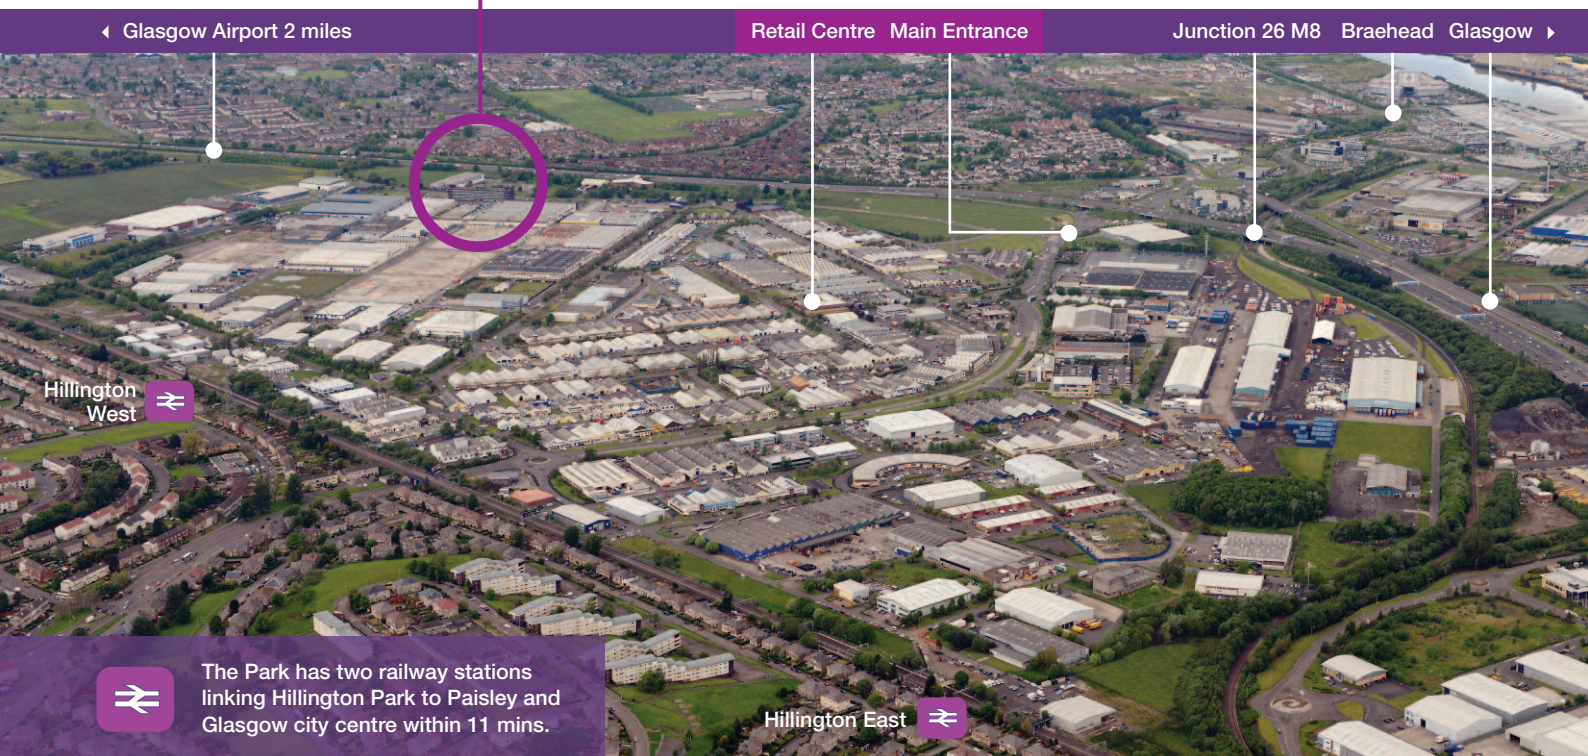 Glasgow Airport 2 miles
Retail Centre Main Entrance
Junction 26 M8 Braehead Glasgow
Hillington
West
The Park has two railway stations
linking Hillington Park to Paisley and
Glasgow city centre within 11 mins.
Hillington East